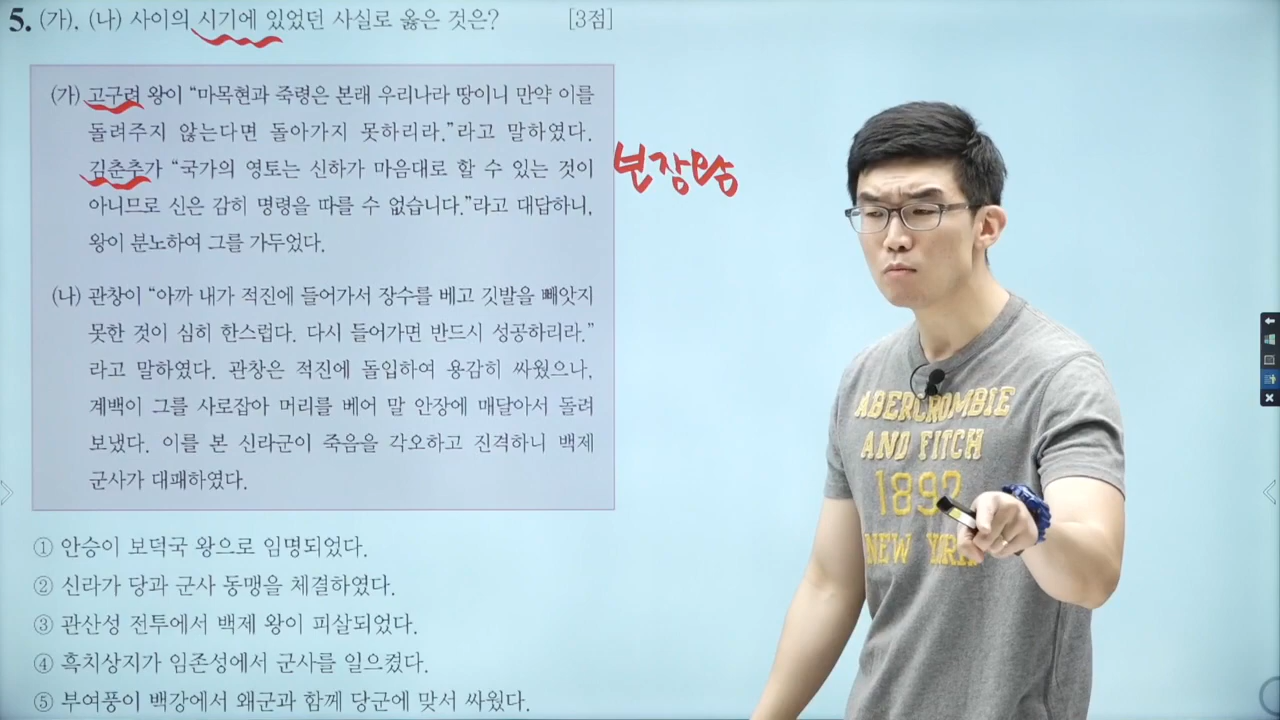 5. (가), (나) 사이의 시기에 있었던 사실로 옳은 것은? [3점]
(가) 고구려 왕이 “마목현과 죽령은 본래 우리나라 땅이니 만약 이를
돌려주지 않는다면 돌아가지 못하리라.”라고 말하였다.
김춘추가 “국가의 영토는 신하가 마음대로 할 수 있는 것이
아니므로 신은 감히 명령을 따를 수 없습니다.”라고 대답하니,
왕이 분노하여 그를 가두었다.
보장왕
(나) 관창이 “아까 내가 적진에 들어가서 장수를 베고 깃발을 빼앗지
못한 것이 심히 한스럽다. 다시 들어가면 반드시 성공하리라.”
라고 말하였다. 관창은 적진에 돌입하여 용감히 싸웠으나,
계백이 그를 사로잡아 머리를 베어 말 안장에 매달아서 돌려
보냈다. 이를 본 신라군이 죽음을 각오하고 진격하니 백제
군사가 대패하였다.
① 안승이 보덕국 왕으로 임명되었다.
② 신라가 당과 군사 동맹을 체결하였다.
③ 관산성 전투에서 백제 왕이 피살되었다.
④ 흑치상지가 임존성에서 군사를 일으켰다.
⑤ 부여풍이 백강에서 왜군과 함께 당군에 맞서 싸웠다.
ABERCROMBIE
AND FITCH
1892
NEW YORK